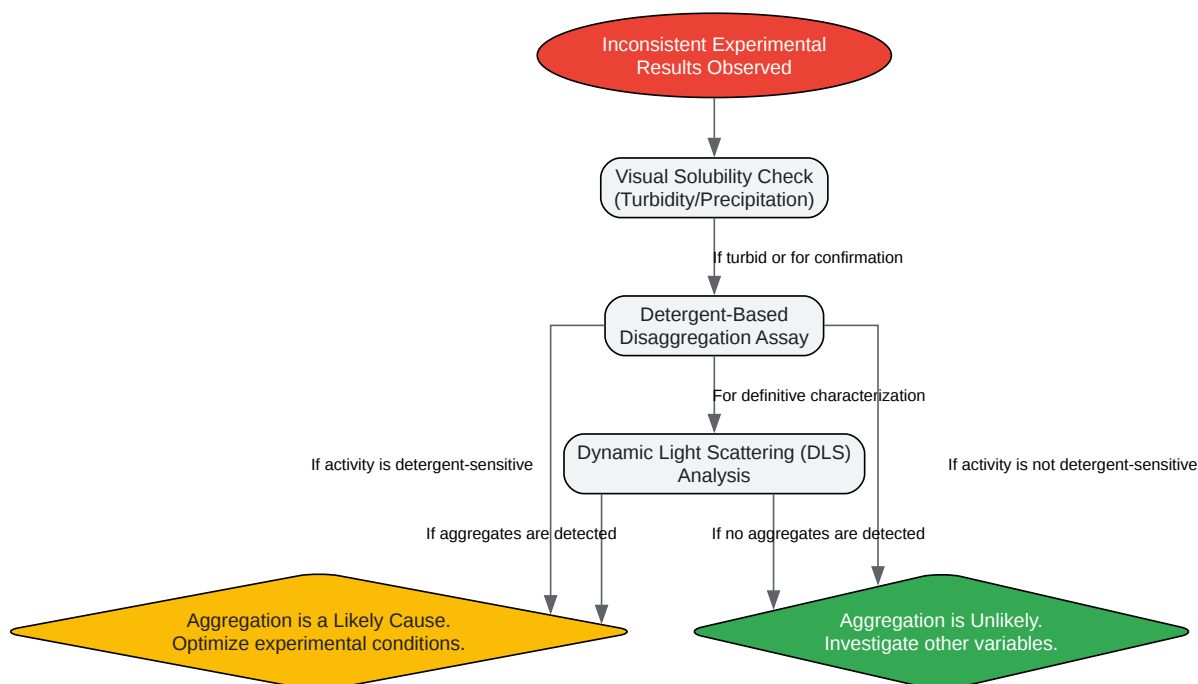 Inconsistent Experimental
Results Observed
Visual Solubility Check
(Turbidity/Precipitation)
If turbid or for confirmation
Detergent-Based
Disaggregation Assay
For definitive characterization
Dynamic Light Scattering (DLS)
Analysis
If activity is detergent-sensitive
If activity is not detergent-sensitive
If aggregates are detected
If no aggregates are detected
Aggregation is a Likely Cause.
Optimize experimental conditions.
Aggregation is Unlikely.
Investigate other variables.